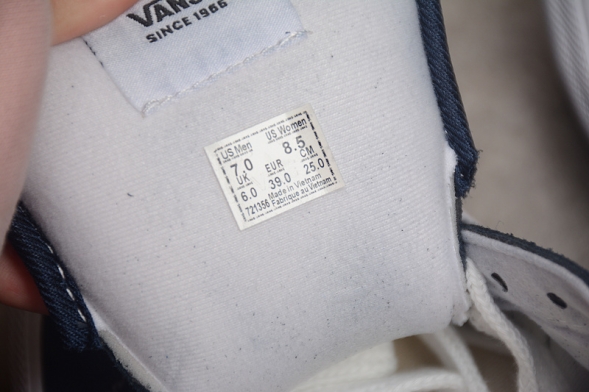 VANS
SINCE 1966
US Men US Women
7.0 8.5
UK EUR CM
6.0 39.0 25.0
Made in Vietnam
721356 Fabrique au Vietnam